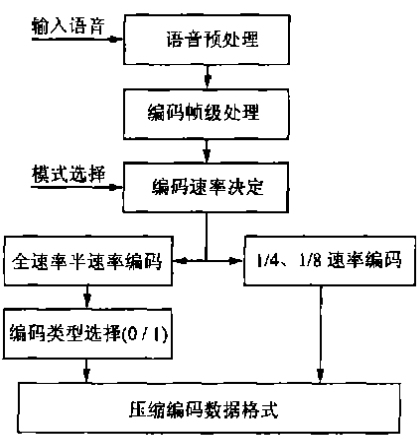 输入语音
语音预处理
编码帧级处理
模式选择
编码速率决定
全速率半速率编码
1/4、1/8 速率编码
编码类型选择(0 / 1)
压缩编码数据格式